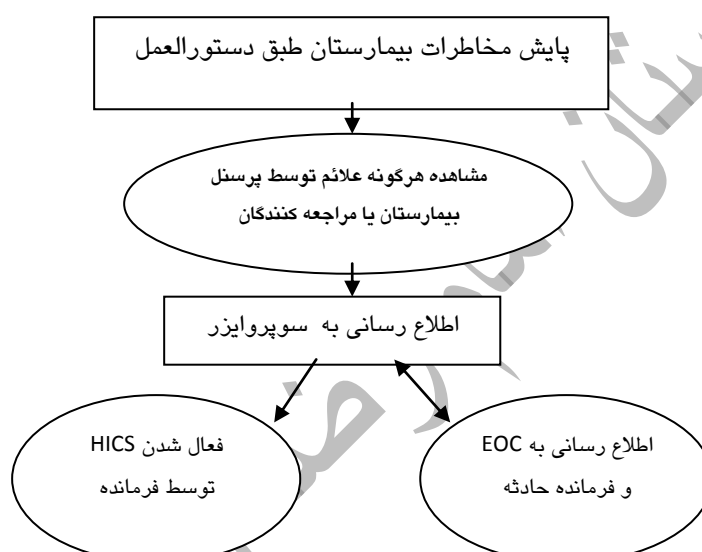 پایش مخاطرات بیمارستان طبق دستورالعمل
مشاهده هرگونه علائم توسط پرسنل
بیمارستان یا مراجعه کنندگان
اطلاع رسانی به سوپروایزر
اطلاع رسانی به EOC
و فرمانده حادثه
فعال شدن HICS
توسط فرمانده